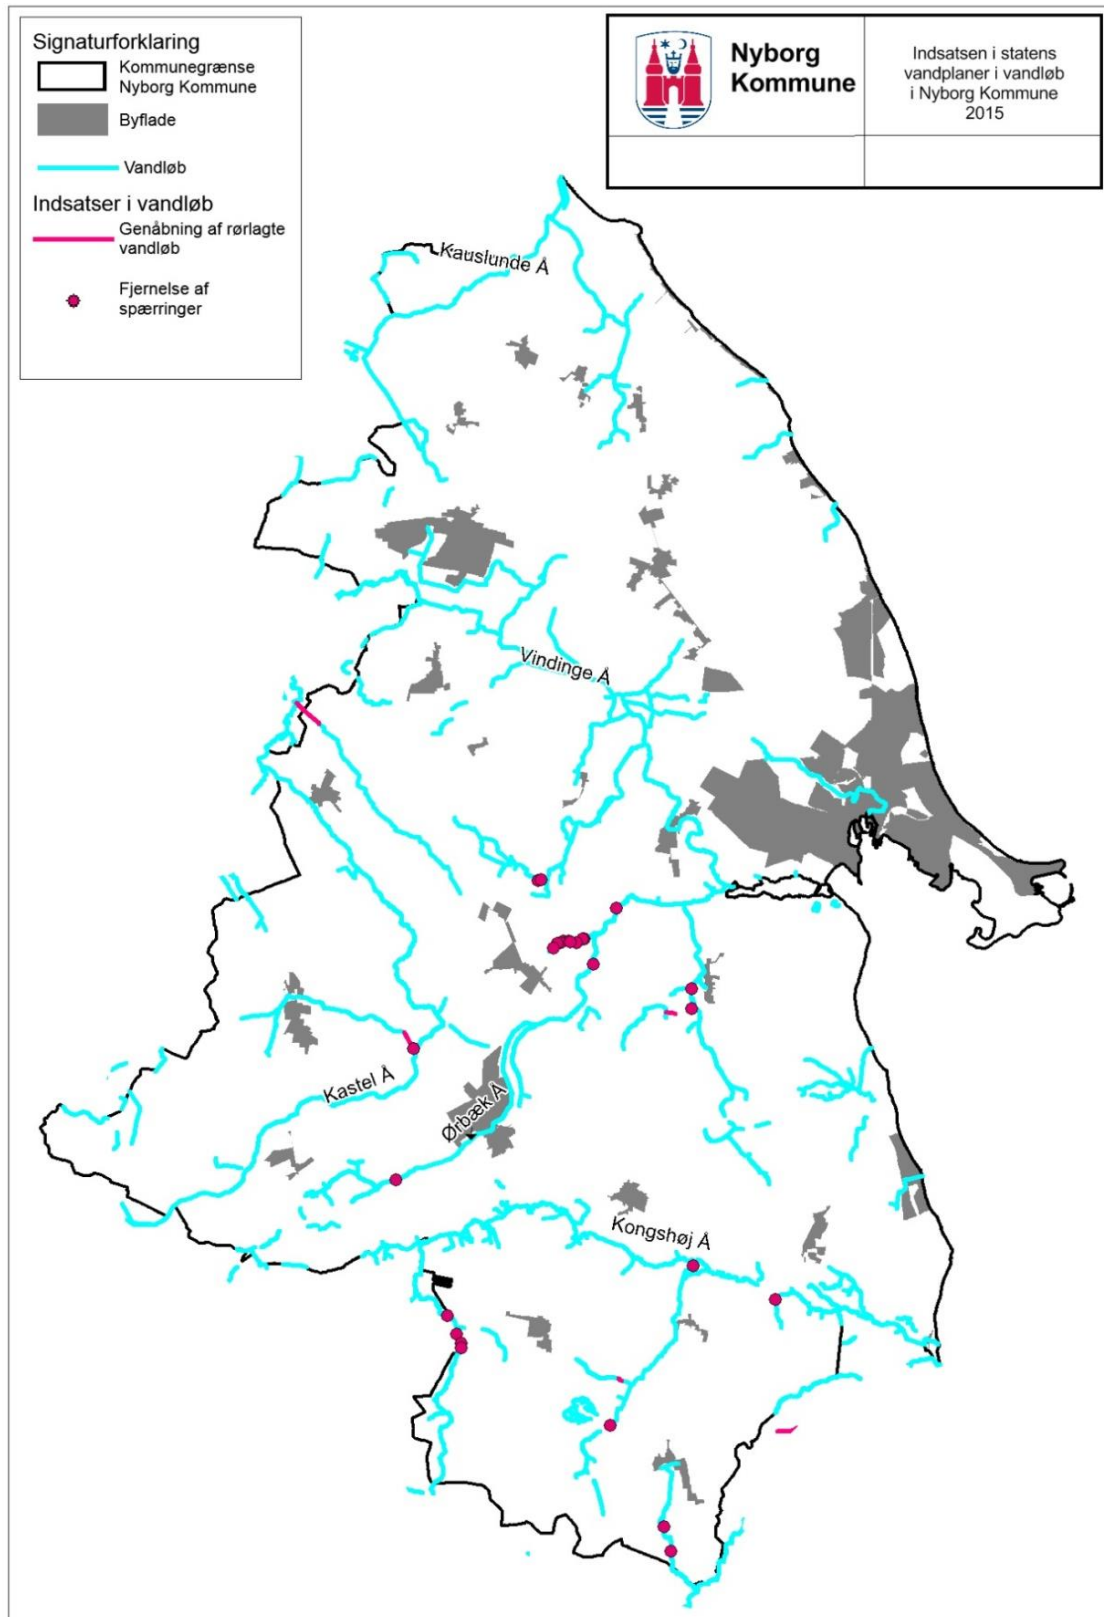 Signaturforklaring
Kommunegrænse
Nyborg Kommune
Byflade
Vandløb
Indsatser i vandløb
Genåbning af rørlagte
vandløb
Fjernelse af
spærringer
Nyborg
Kommune
Indsatsen i statens
vandplaner i vandløb
i Nyborg Kommune
2015
Kauslunde Å
Vindinge Å
Kastel Å
Ørbæk Å
Kongshøj Å